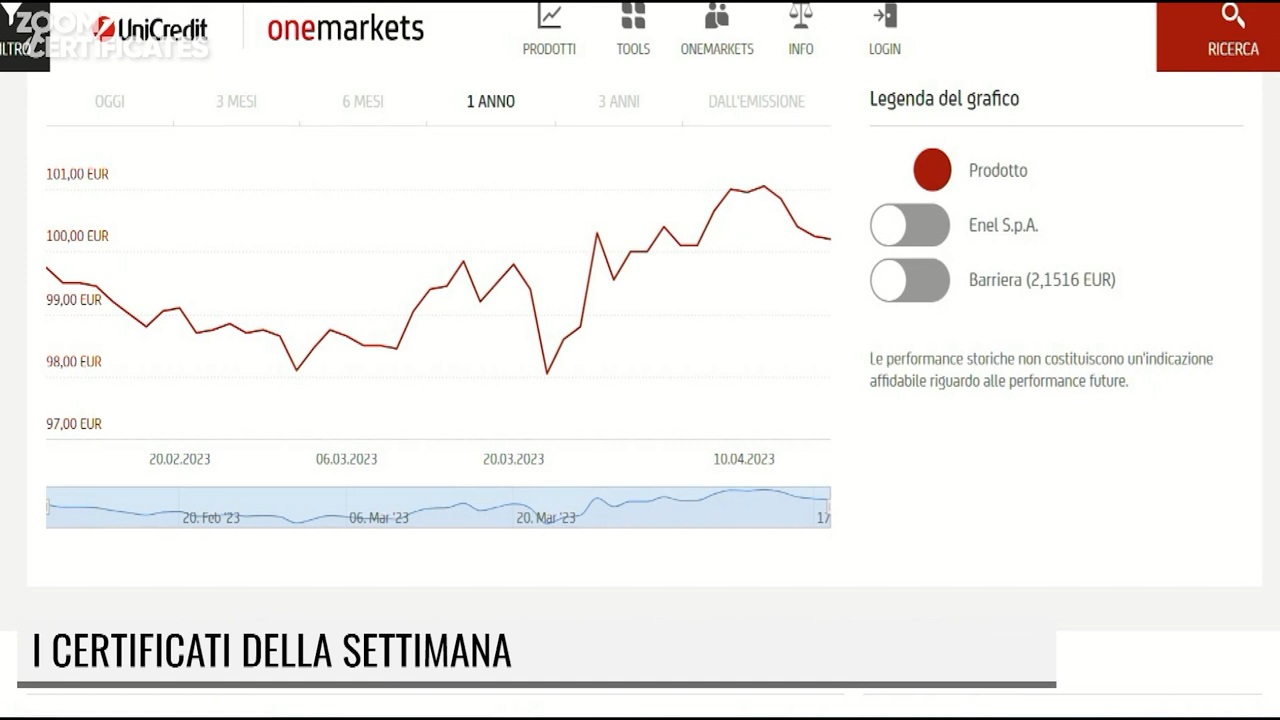 ZOOM
CERTIFICATES
ILTRO
UniCredit
onemarkets
PRODOTTI
TOOLS
ONEMARKETS
INFO
LOGIN
RICERCA
OGGI
3 MESI
6 MESI
1 ANNO
3 ANNI
DALL'EMISSIONE
Legenda del grafico
101,00 EUR
100,00 EUR
99,00 EUR
98,00 EUR
97,00 EUR
20.02.2023
06.03.2023
20.03.2023
10.04.2023
20. Feb '23
06. Mar '23
20. Mar '23
17
Prodotto
Enel S.p.A.
Barriera (2,1516 EUR)
Le performance storiche non costituiscono un'indicazione
affidabile riguardo alle performance future.
I CERTIFICATI DELLA SETTIMANA